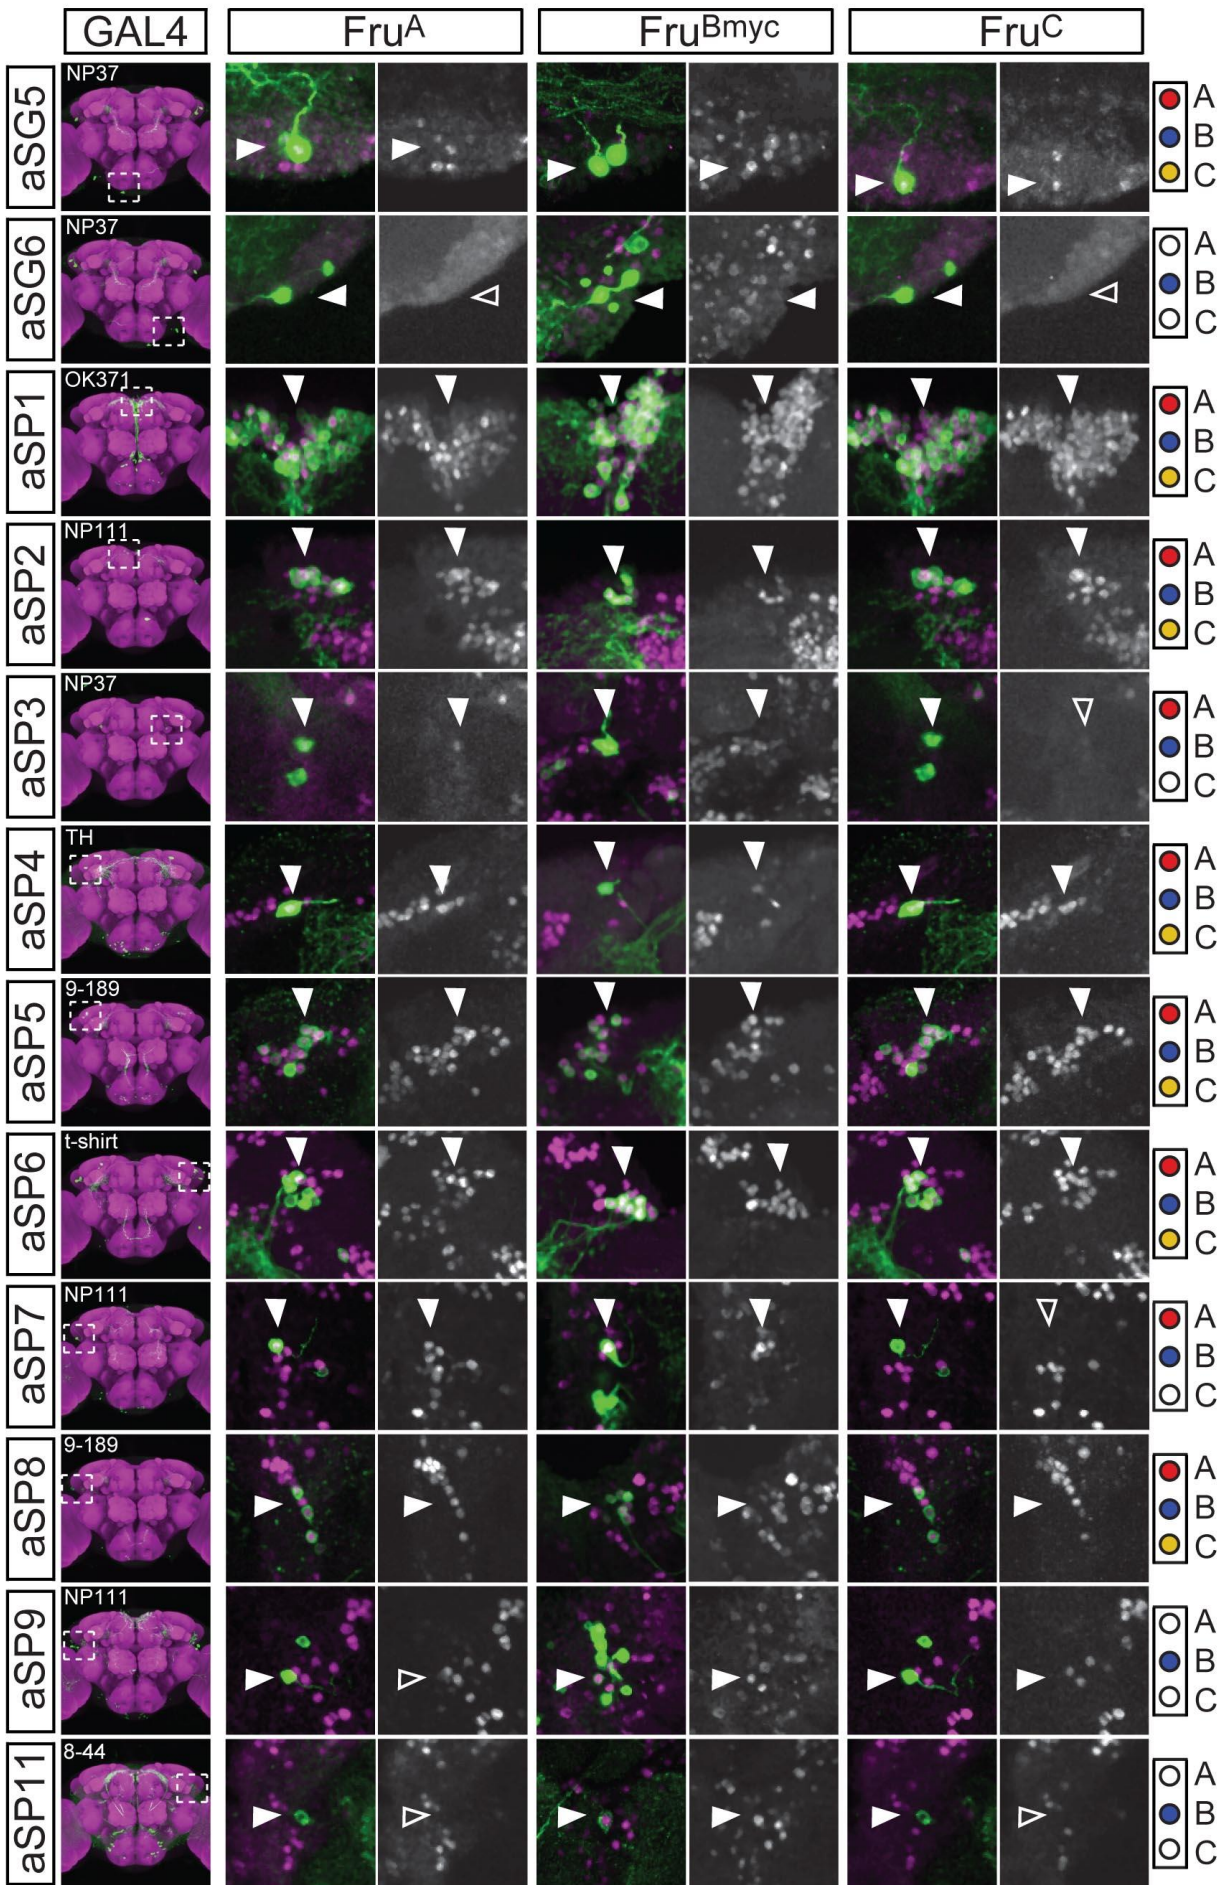 GAL4 FruA FruBmyc FruC
aSG5 NP37 A
B
C
aSG6 NP37 A
B
C
aSP1 OK371 A
B
C
aSP2 NP111 A
B
C
aSP3 NP37 A
B
C
aSP4 TH A
B
C
aSP5 9-189 A
B
C
aSP6 t-shirt A
B
C
aSP7 NP111 A
B
C
aSP8 9-189 A
B
C
aSP9 NP111 A
B
C
aSP11 8-44 A
B
C